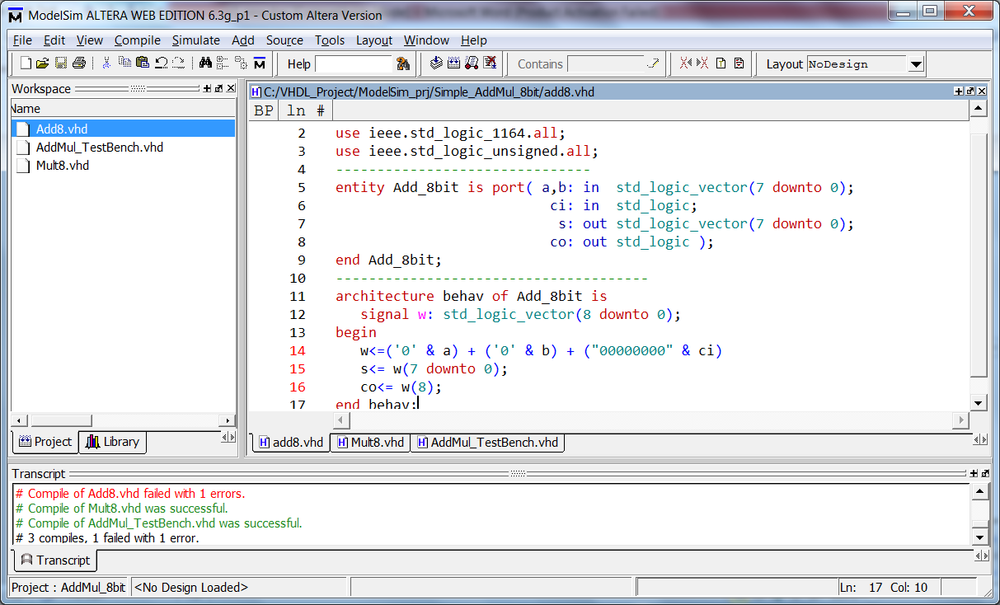 ModelSim ALTERA WEB EDITION 6.3g_p1 - Custom Altera Version
File Edit View Compile Simulate Add Source Tools Layout Window Help
Help Contains Layout NoDesign
Workspace
Name
Add8.vhd
AddMul_TestBench.vhd
Mult8.vhd
Project Library
C:/VHDL_Project/ModelSim_prj/Simple_AddMul_8bit/add8.vhd
BP ln #
2 use ieee.std_logic_1164.all;
3 use ieee.std_logic_unsigned.all;
4 -------------------------------
5 entity Add_8bit is port( a,b: in  std_logic_vector(7 downto 0);
6                           ci: in  std_logic;
7                            s: out std_logic_vector(7 downto 0);
8                           co: out std_logic );
9 end Add_8bit;
10 --------------------------------------
11 architecture behav of Add_8bit is
12    signal w: std_logic_vector(8 downto 0);
13 begin
14    w<=('0' & a) + ('0' & b) + ("00000000" & ci)
15    s<= w(7 downto 0);
16    co<= w(8);
17 end behav;
add8.vhd Mult8.vhd AddMul_TestBench.vhd
Transcript
# Compile of Add8.vhd failed with 1 errors.
# Compile of Mult8.vhd was successful.
# Compile of AddMul_TestBench.vhd was successful.
# 3 compiles, 1 failed with 1 error.
Transcript
Project : AddMul_8bit <No Design Loaded> Ln: 17 Col: 10